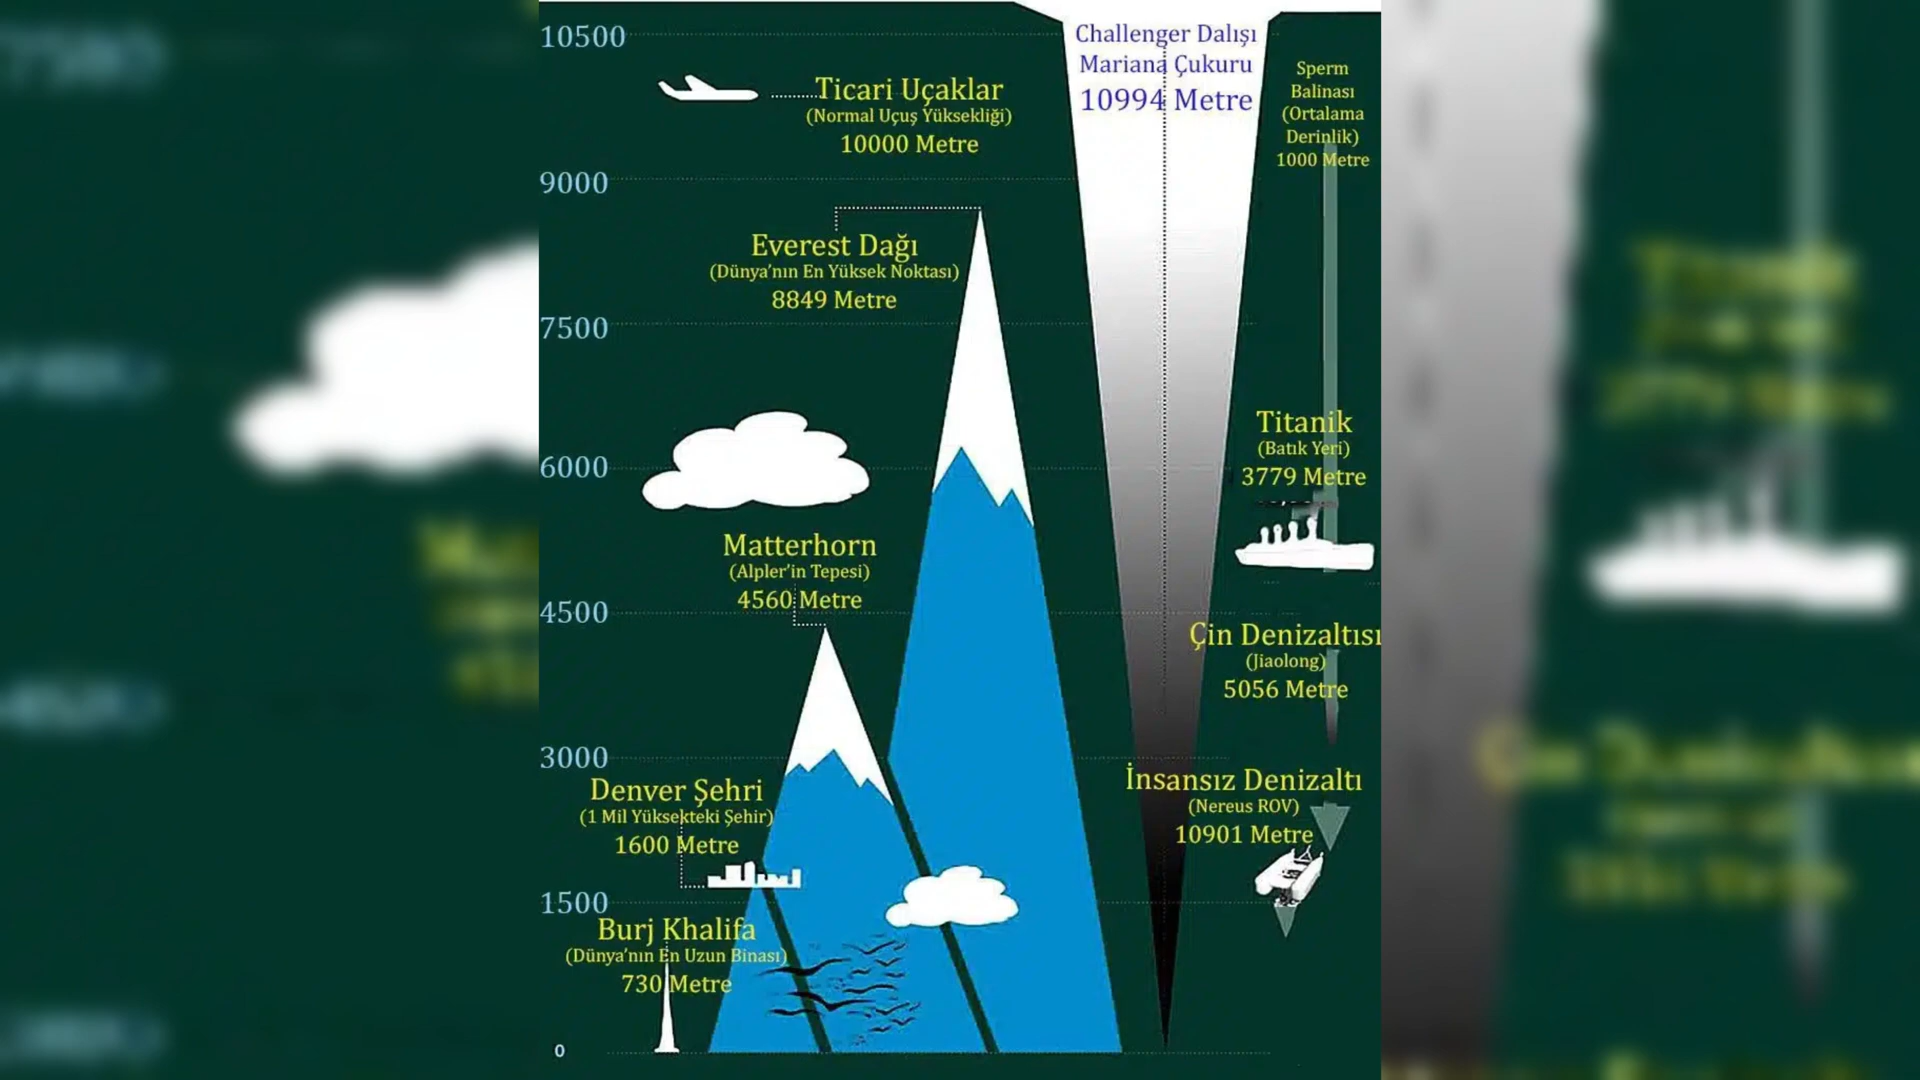 10500
9000
7500
6000
4500
3000
1500
0
Ticari Uçaklar
(Normal Uçuş Yüksekliği)
10000 Metre
Everest Dağı
(Dünya'nın En Yüksek Noktası)
8849 Metre
Matterhorn
(Alpler'in Tepesi)
4560 Metre
Denver Şehri
(1 Mil Yüksekteki Şehir)
1600 Metre
Burj Khalifa
(Dünya'nın En Uzun Binası)
730 Metre
Challenger Dalışı
Mariana Çukuru
10994 Metre
Sperm
Balinası
(Ortalama
Derinlik)
1000 Metre
Titanik
(Batık Yeri)
3779 Metre
Çin Denizaltısı
(Jiaolong)
5056 Metre
İnsansız Denizaltı
(Nereus ROV)
10901 Metre